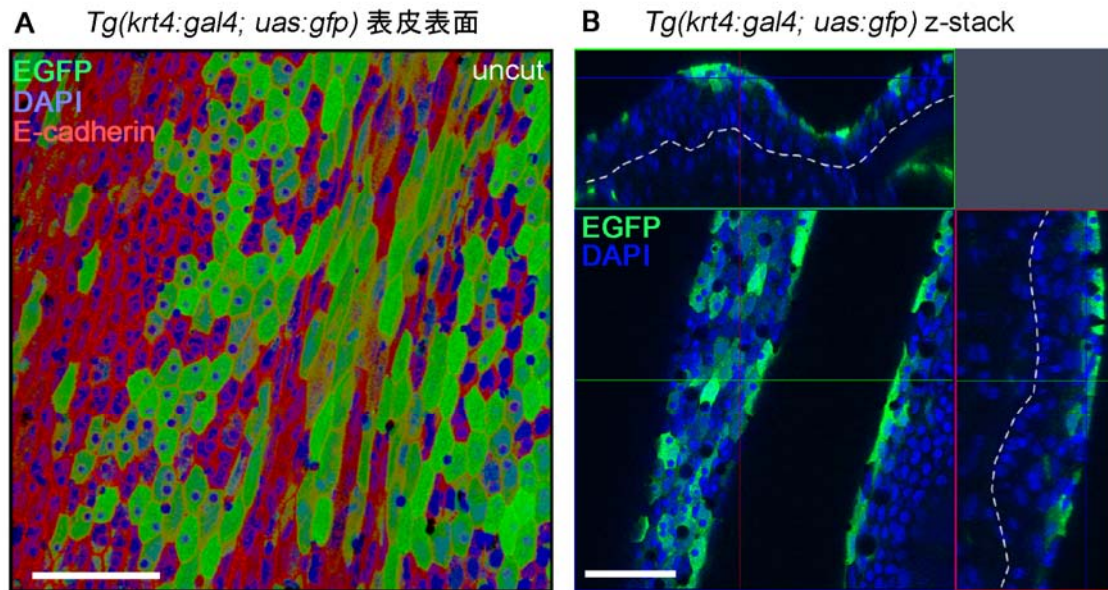 A Tg(krt4:gal4; uas:gfp) 表皮表面
EGFP
DAPI
E-cadherin
uncut
B Tg(krt4:gal4; uas:gfp) z-stack
EGFP
DAPI